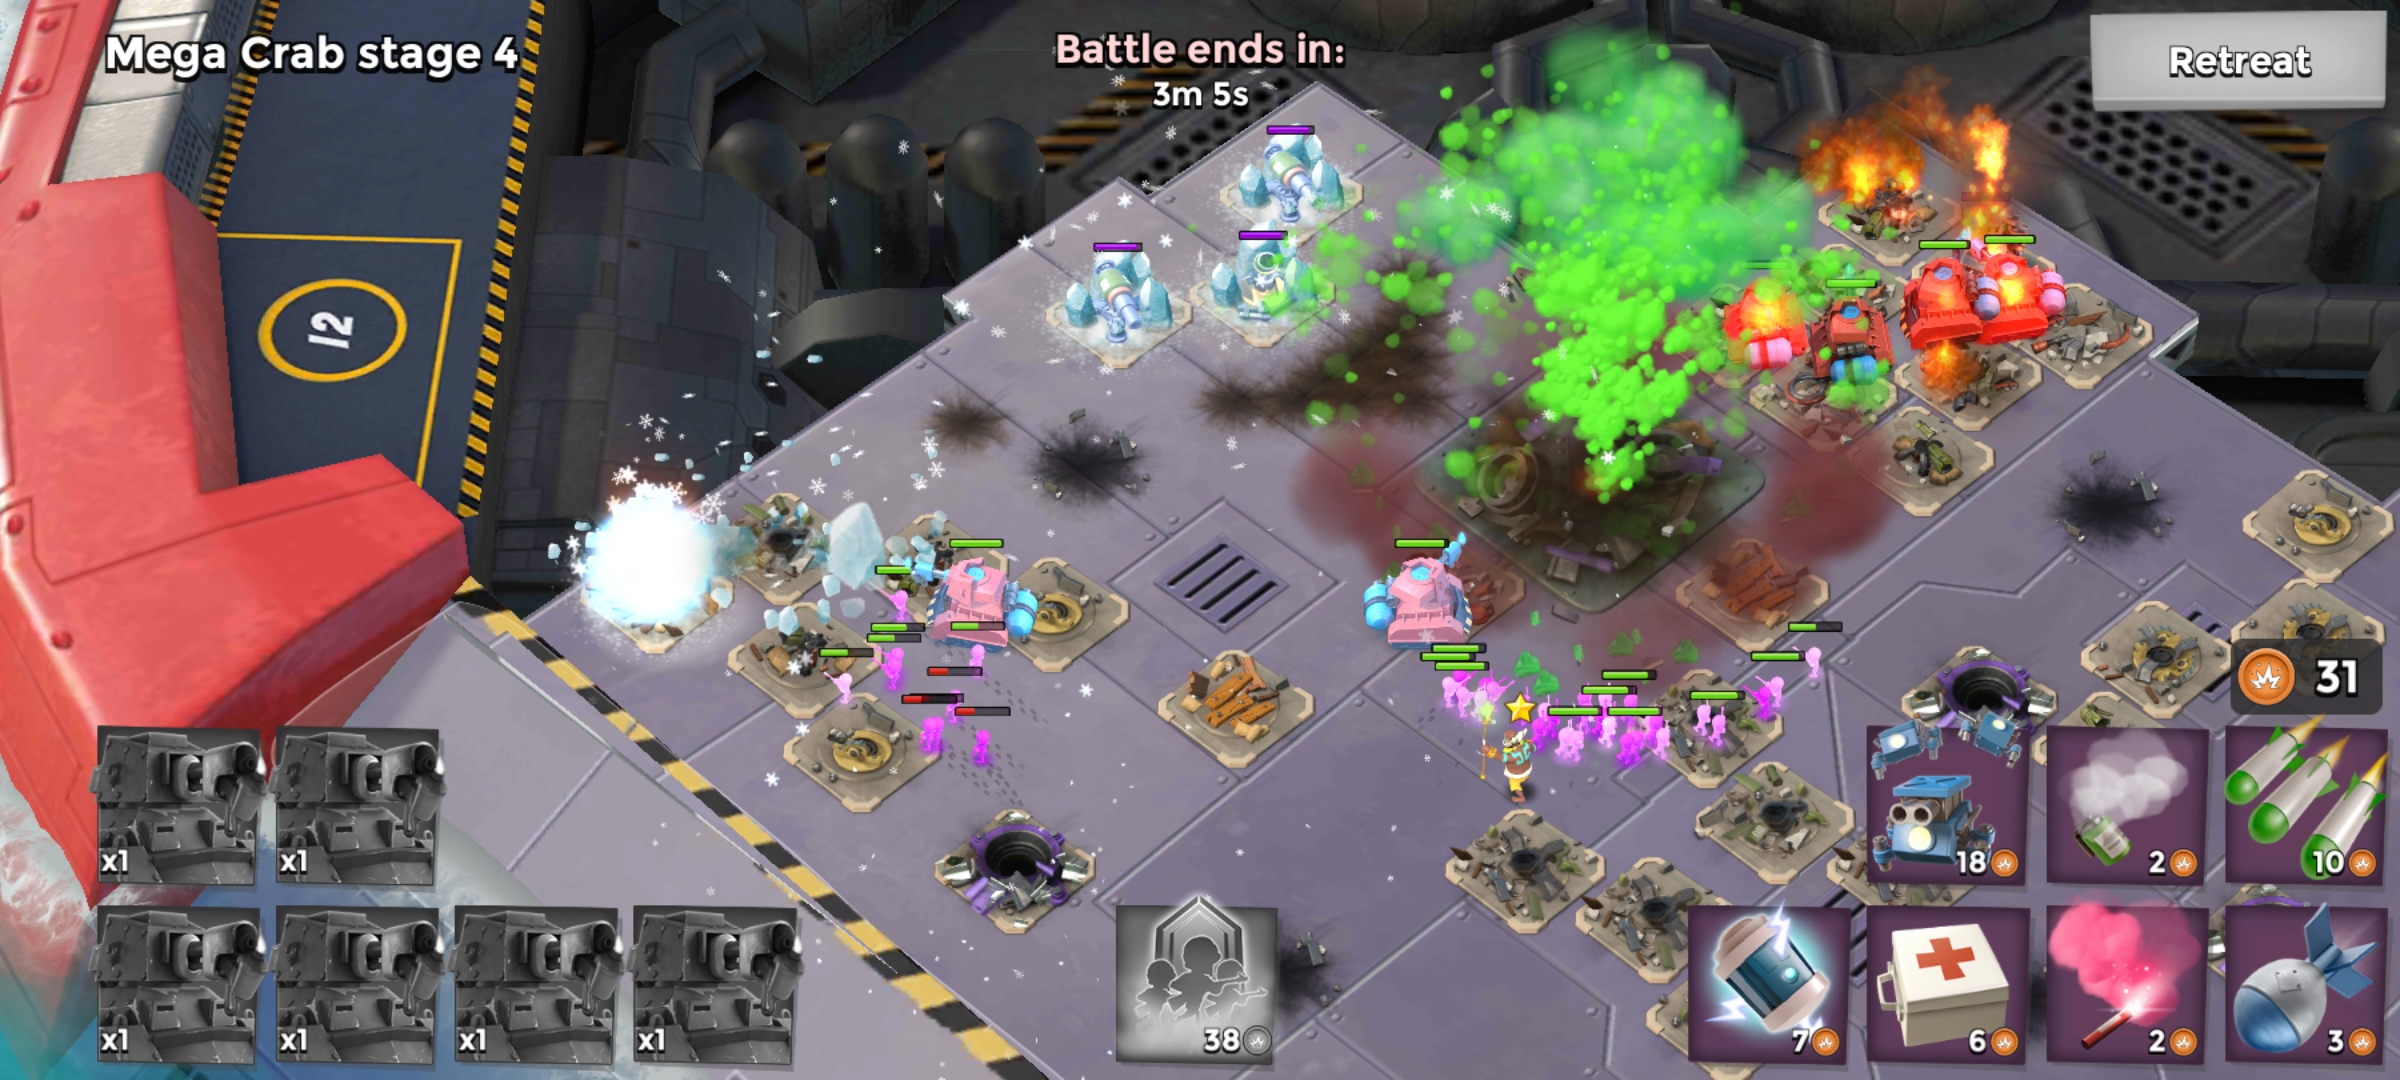 Mega Crab stage 4
Battle ends in:
3m 5s
Retreat
12
31
x1
x1
18
2
10
x1
x1
x1
x1
38
7
6
2
3